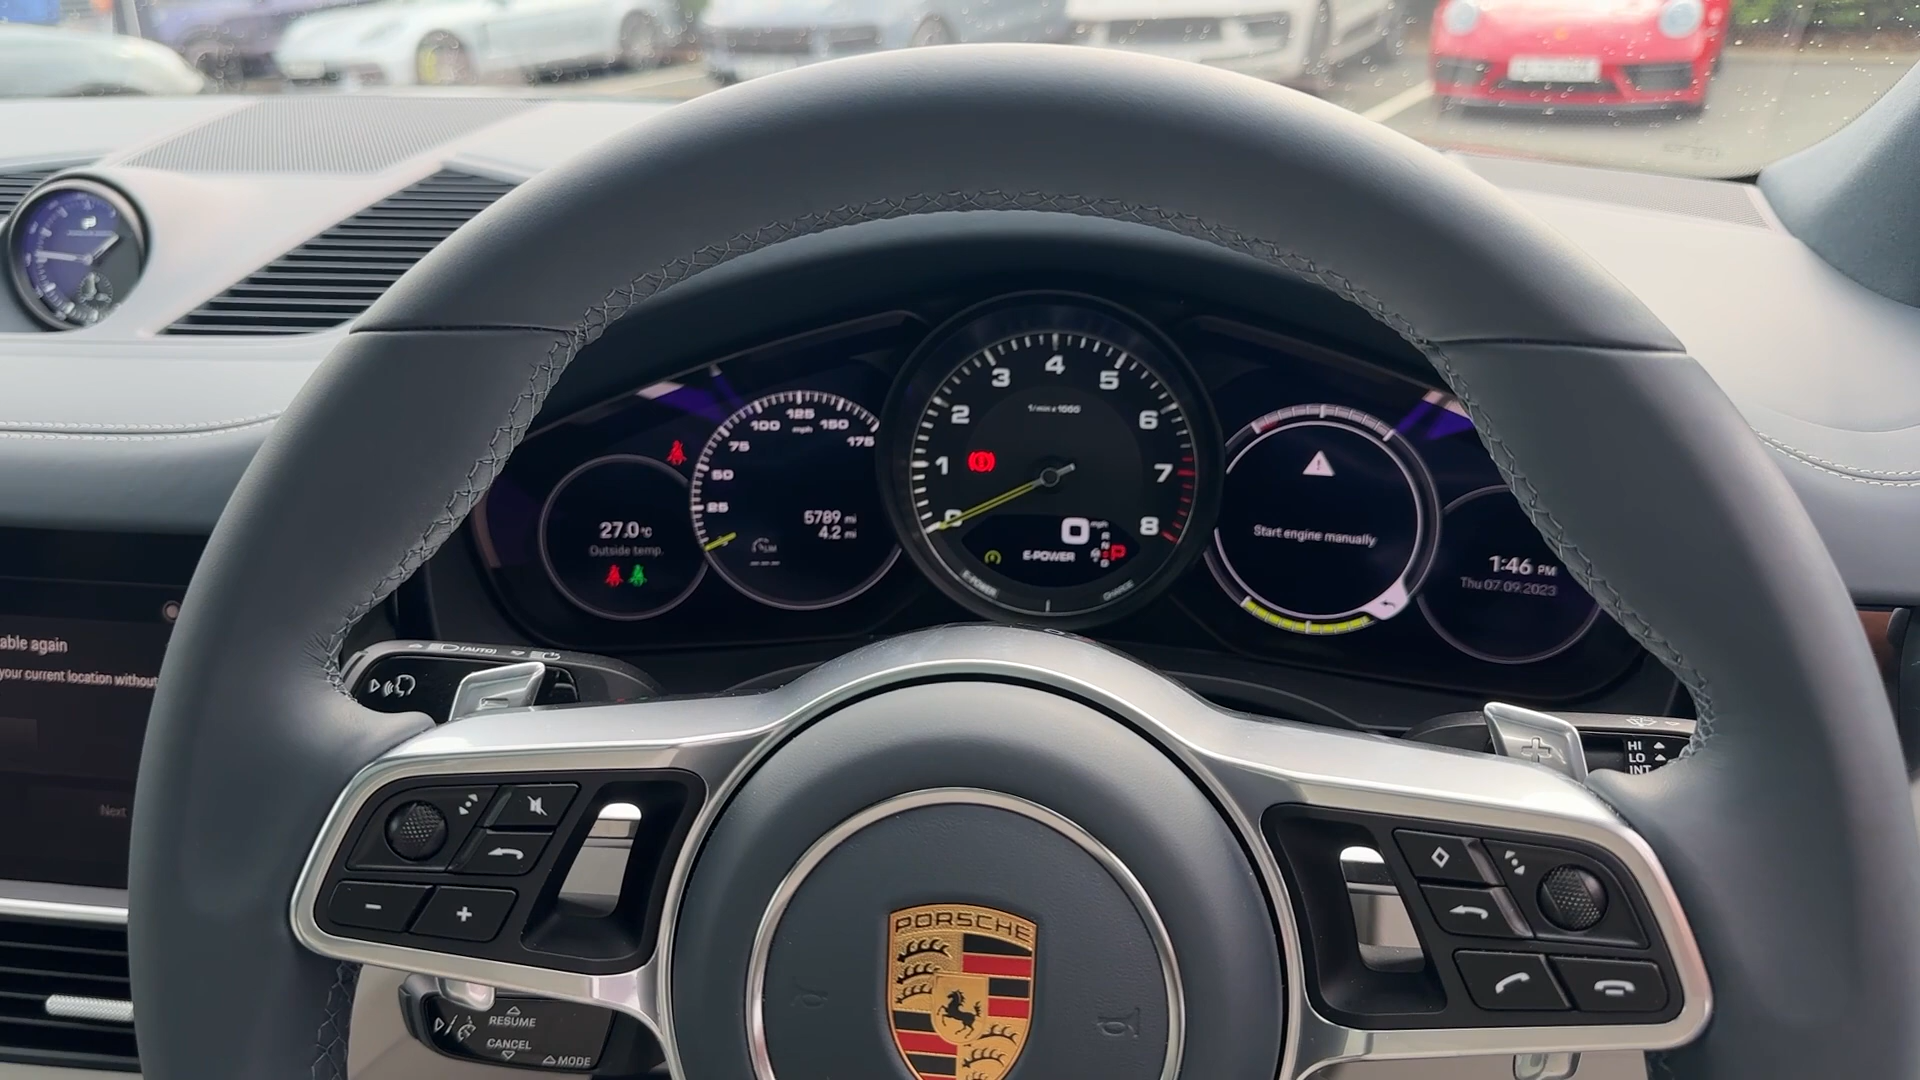 4
3
5
1/min x 1000
2
6
125
100
mph
150
75
175
1
7
50
25
5789 mi
4.2 mi
27.0 °C
Outside temp.
0
8
0 mph
R
N
P
E-POWER
E-POWER
CHARGE
Start engine manually
1:46 PM
Thu 07.09.2023
able again
your current location without
Next
(AUTO)
HI
LO
INT
-
+
PORSCHE
RESUME
CANCEL
MODE